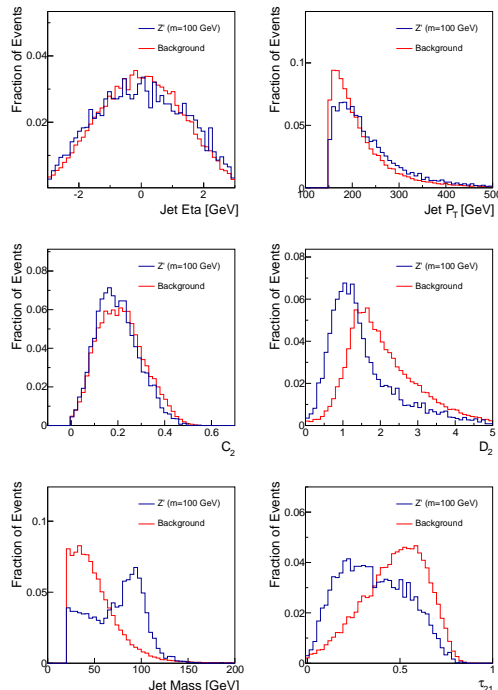 Fraction of Events
0.04
0.02
Z' (m=100 GeV)
Background
-2 0 2
Jet Eta [GeV]
Fraction of Events
0.1
0.05
0
Z' (m=100 GeV)
Background
100 200 300 400 500
Jet P_T [GeV]
Fraction of Events
0.08
0.06
0.04
0.02
0
Z' (m=100 GeV)
Background
0 0.2 0.4 0.6
C_2
Fraction of Events
0.08
0.06
0.04
0.02
0
Z' (m=100 GeV)
Background
0 1 2 3 4 5
D_2
Fraction of Events
0.1
0.05
0
Z' (m=100 GeV)
Background
0 50 100 150 200
Jet Mass [GeV]
Fraction of Events
0.06
0.04
0.02
0
Z' (m=100 GeV)
Background
0 0.5 1
τ_21